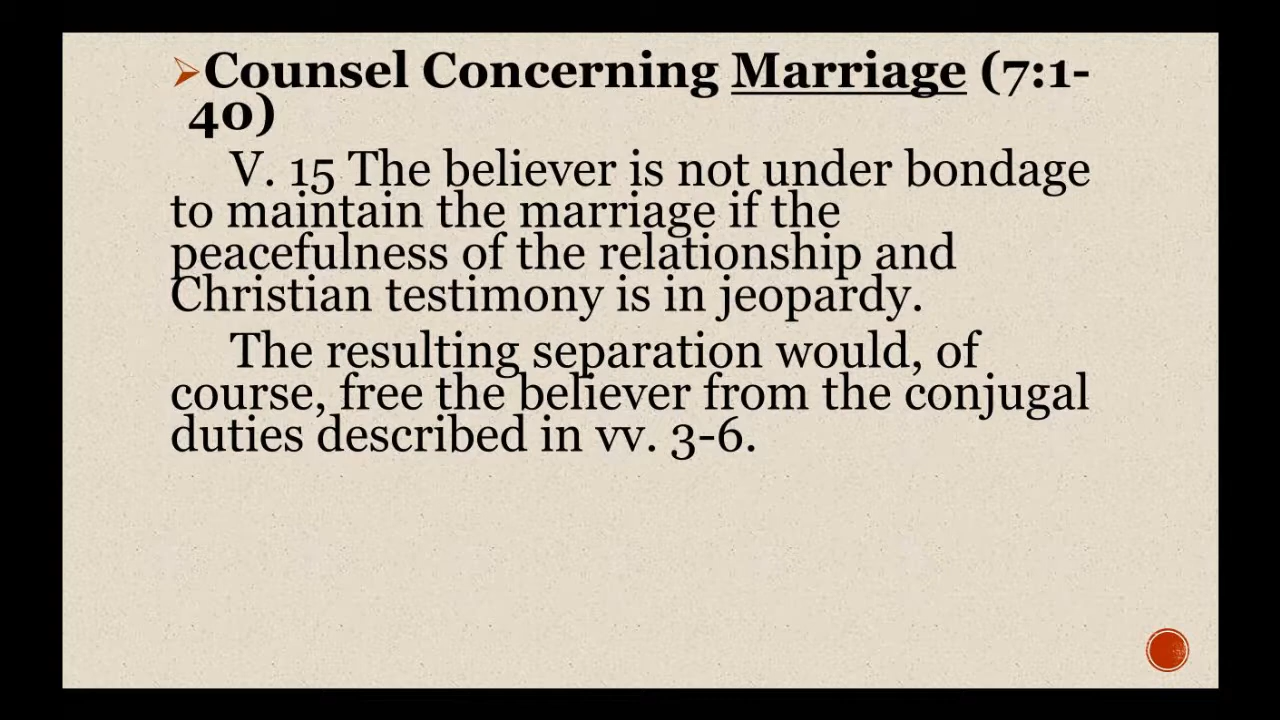 ➢Counsel Concerning Marriage (7:1-
40)
V. 15 The believer is not under bondage
to maintain the marriage if the
peacefulness of the relationship and
Christian testimony is in jeopardy.
The resulting separation would, of
course, free the believer from the conjugal
duties described in vv. 3-6.